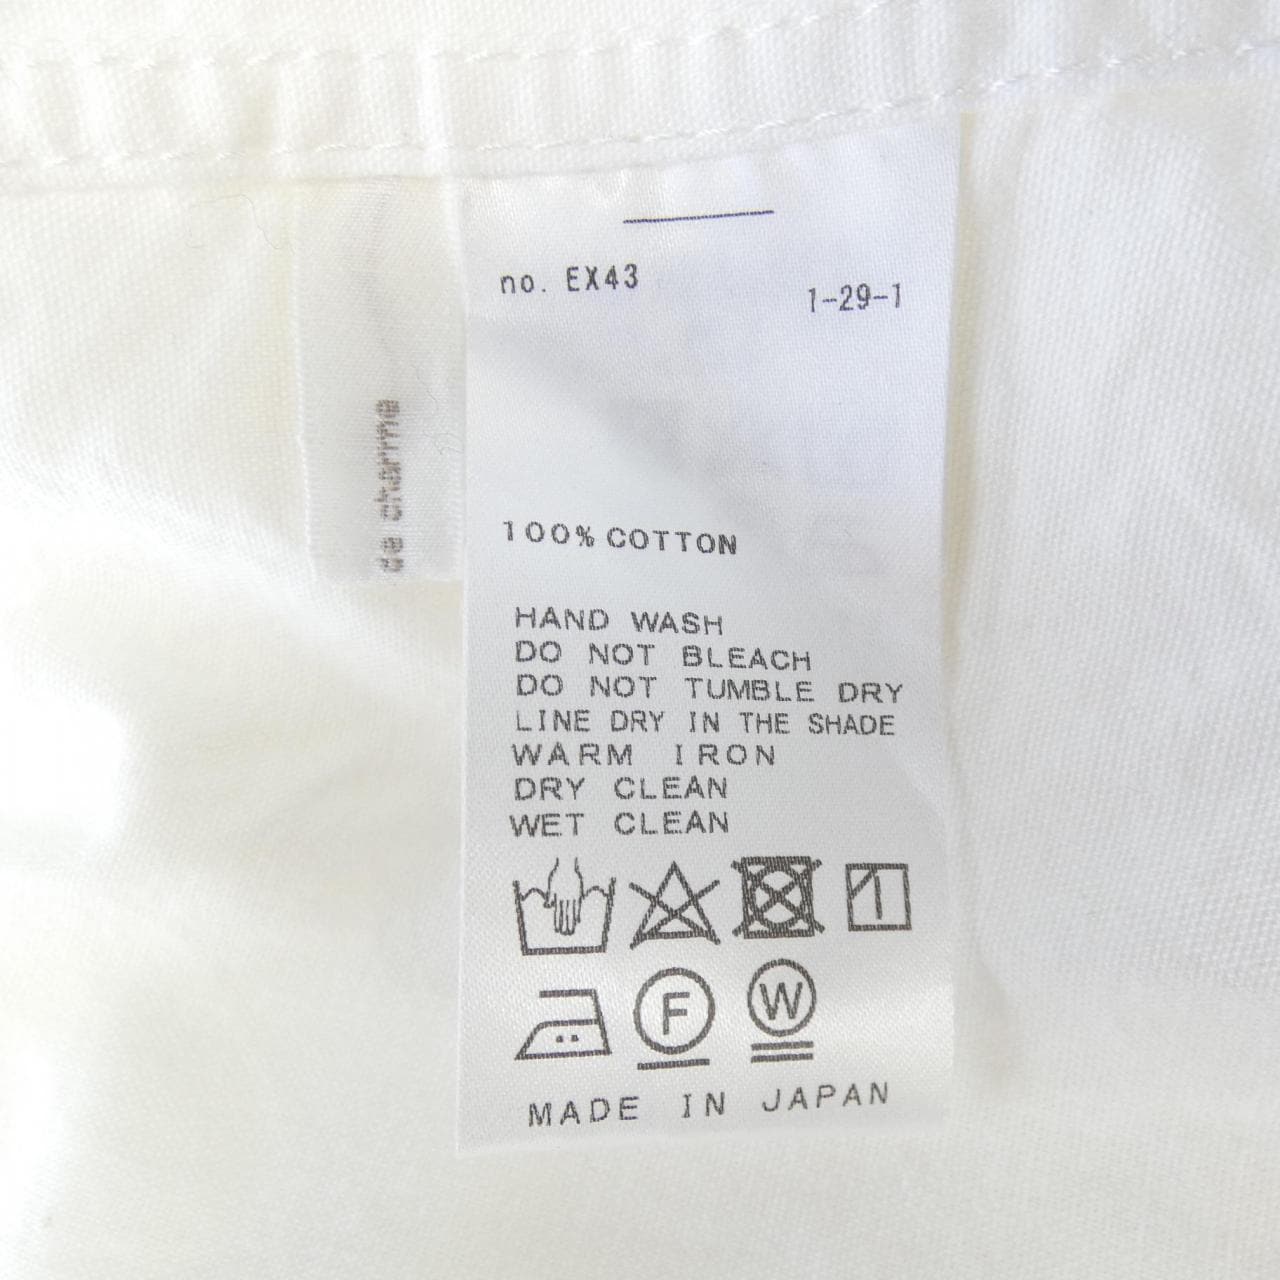 no. EX43
1-29-1
de charme
100% COTTON
HAND WASH
DO NOT BLEACH
DO NOT TUMBLE DRY
LINE DRY IN THE SHADE
WARM IRON
DRY CLEAN
WET CLEAN
F
W
MADE IN JAPAN